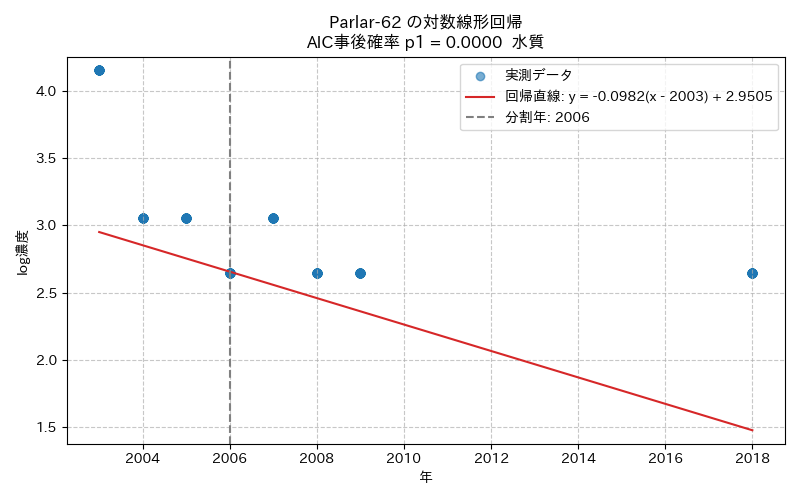 Parlar-62 の対数線形回帰
AIC事後確率 p1 = 0.0000 水質
実測データ
回帰直線: y = -0.0982(x - 2003) + 2.9505
分割年: 2006
log濃度
4.0
3.5
3.0
2.5
2.0
1.5
2004 2006 2008 2010 2012 2014 2016 2018
年